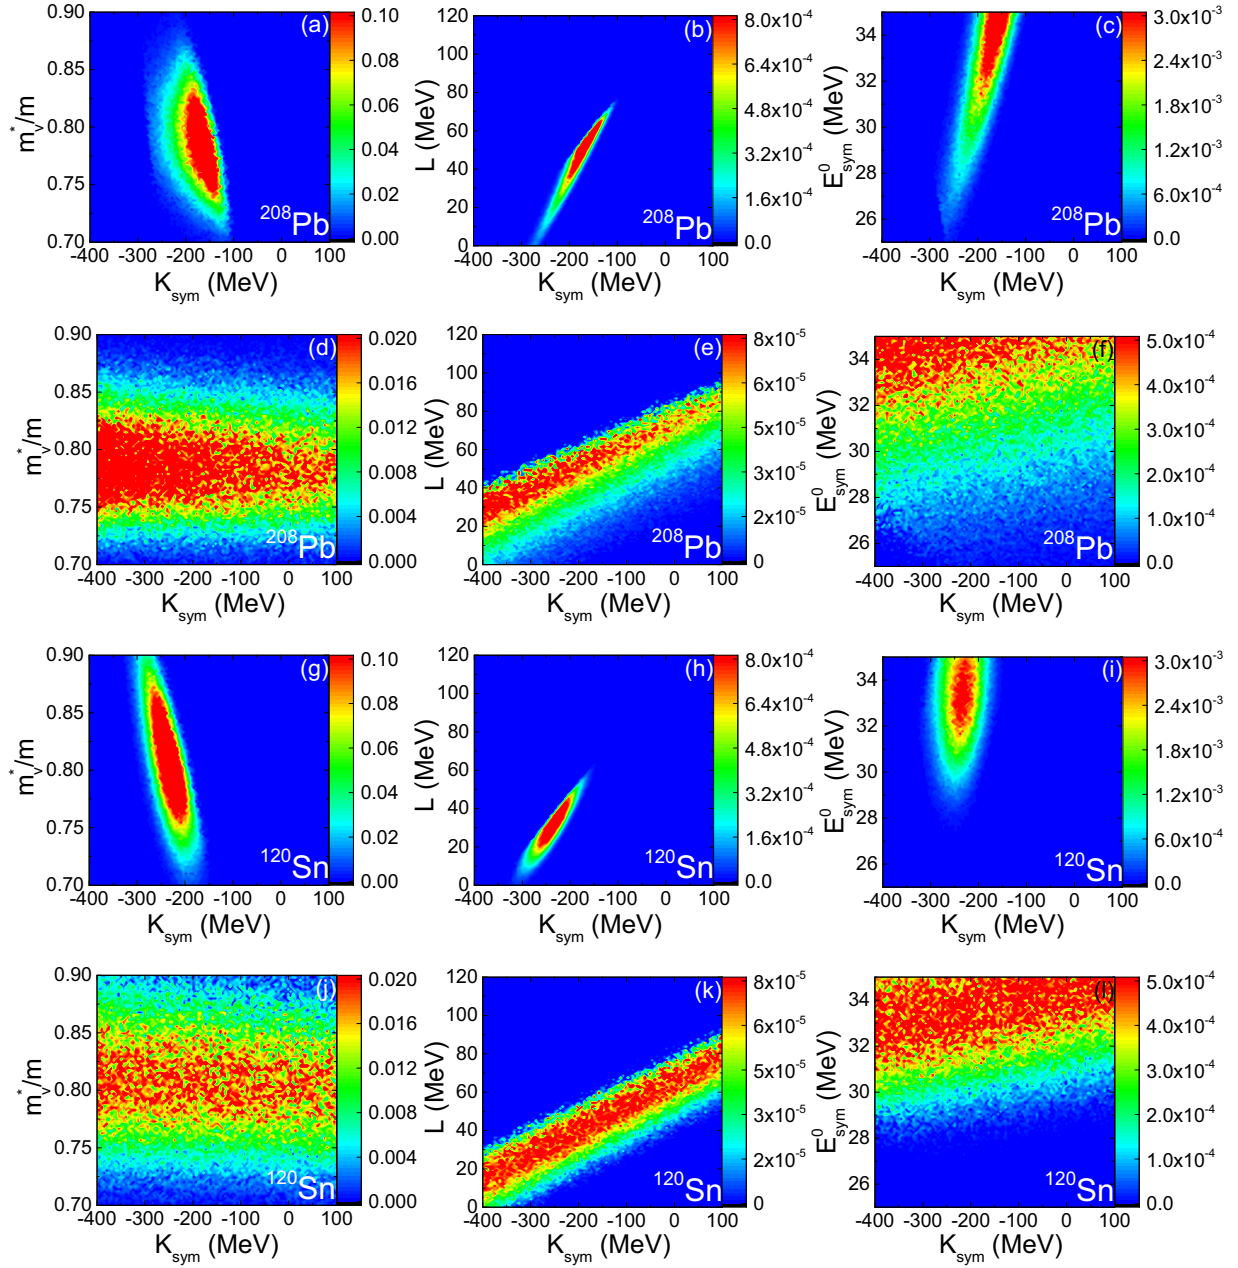 (a)
0.90
0.85
0.80
0.75
0.70
m*ᵥ/m
-400 -300 -200 -100 0 100
K_sym (MeV)
²⁰⁸Pb
0.10
0.08
0.06
0.04
0.02
0.00
(b)
120
100
80
60
40
20
0
L (MeV)
-400 -300 -200 -100 0 100
K_sym (MeV)
²⁰⁸Pb
8.0x10⁻⁴
6.4x10⁻⁴
4.8x10⁻⁴
3.2x10⁻⁴
1.6x10⁻⁴
0.0
(c)
34
32
30
28
26
E⁰_sym (MeV)
-400 -300 -200 -100 0 100
K_sym (MeV)
²⁰⁸Pb
3.0x10⁻³
2.4x10⁻³
1.8x10⁻³
1.2x10⁻³
6.0x10⁻⁴
0.0
(d)
0.90
0.85
0.80
0.75
0.70
m*ᵥ/m
-400 -300 -200 -100 0 100
K_sym (MeV)
²⁰⁸Pb
0.020
0.016
0.012
0.008
0.004
0.000
(e)
120
100
80
60
40
20
0
L (MeV)
-400 -300 -200 -100 0 100
K_sym (MeV)
²⁰⁸Pb
8x10⁻⁵
6x10⁻⁵
5x10⁻⁵
3x10⁻⁵
2x10⁻⁵
0
(f)
34
32
30
28
26
E⁰_sym (MeV)
-400 -300 -200 -100 0 100
K_sym (MeV)
²⁰⁸Pb
5.0x10⁻⁴
4.0x10⁻⁴
3.0x10⁻⁴
2.0x10⁻⁴
1.0x10⁻⁴
0.0
(g)
0.90
0.85
0.80
0.75
0.70
m*ᵥ/m
-400 -300 -200 -100 0 100
K_sym (MeV)
¹²⁰Sn
0.10
0.08
0.06
0.04
0.02
0.00
(h)
120
100
80
60
40
20
0
L (MeV)
-400 -300 -200 -100 0 100
K_sym (MeV)
¹²⁰Sn
8.0x10⁻⁴
6.4x10⁻⁴
4.8x10⁻⁴
3.2x10⁻⁴
1.6x10⁻⁴
0.0
(i)
34
32
30
28
26
E⁰_sym (MeV)
-400 -300 -200 -100 0 100
K_sym (MeV)
¹²⁰Sn
3.0x10⁻³
2.4x10⁻³
1.8x10⁻³
1.2x10⁻³
6.0x10⁻⁴
0.0
(j)
0.90
0.85
0.80
0.75
0.70
m*ᵥ/m
-400 -300 -200 -100 0 100
K_sym (MeV)
¹²⁰Sn
0.020
0.016
0.012
0.008
0.004
0.000
(k)
120
100
80
60
40
20
0
L (MeV)
-400 -300 -200 -100 0 100
K_sym (MeV)
¹²⁰Sn
8x10⁻⁵
6x10⁻⁵
5x10⁻⁵
3x10⁻⁵
2x10⁻⁵
0
(l)
34
32
30
28
26
E⁰_sym (MeV)
-400 -300 -200 -100 0 100
K_sym (MeV)
¹²⁰Sn
5.0x10⁻⁴
4.0x10⁻⁴
3.0x10⁻⁴
2.0x10⁻⁴
1.0x10⁻⁴
0.0